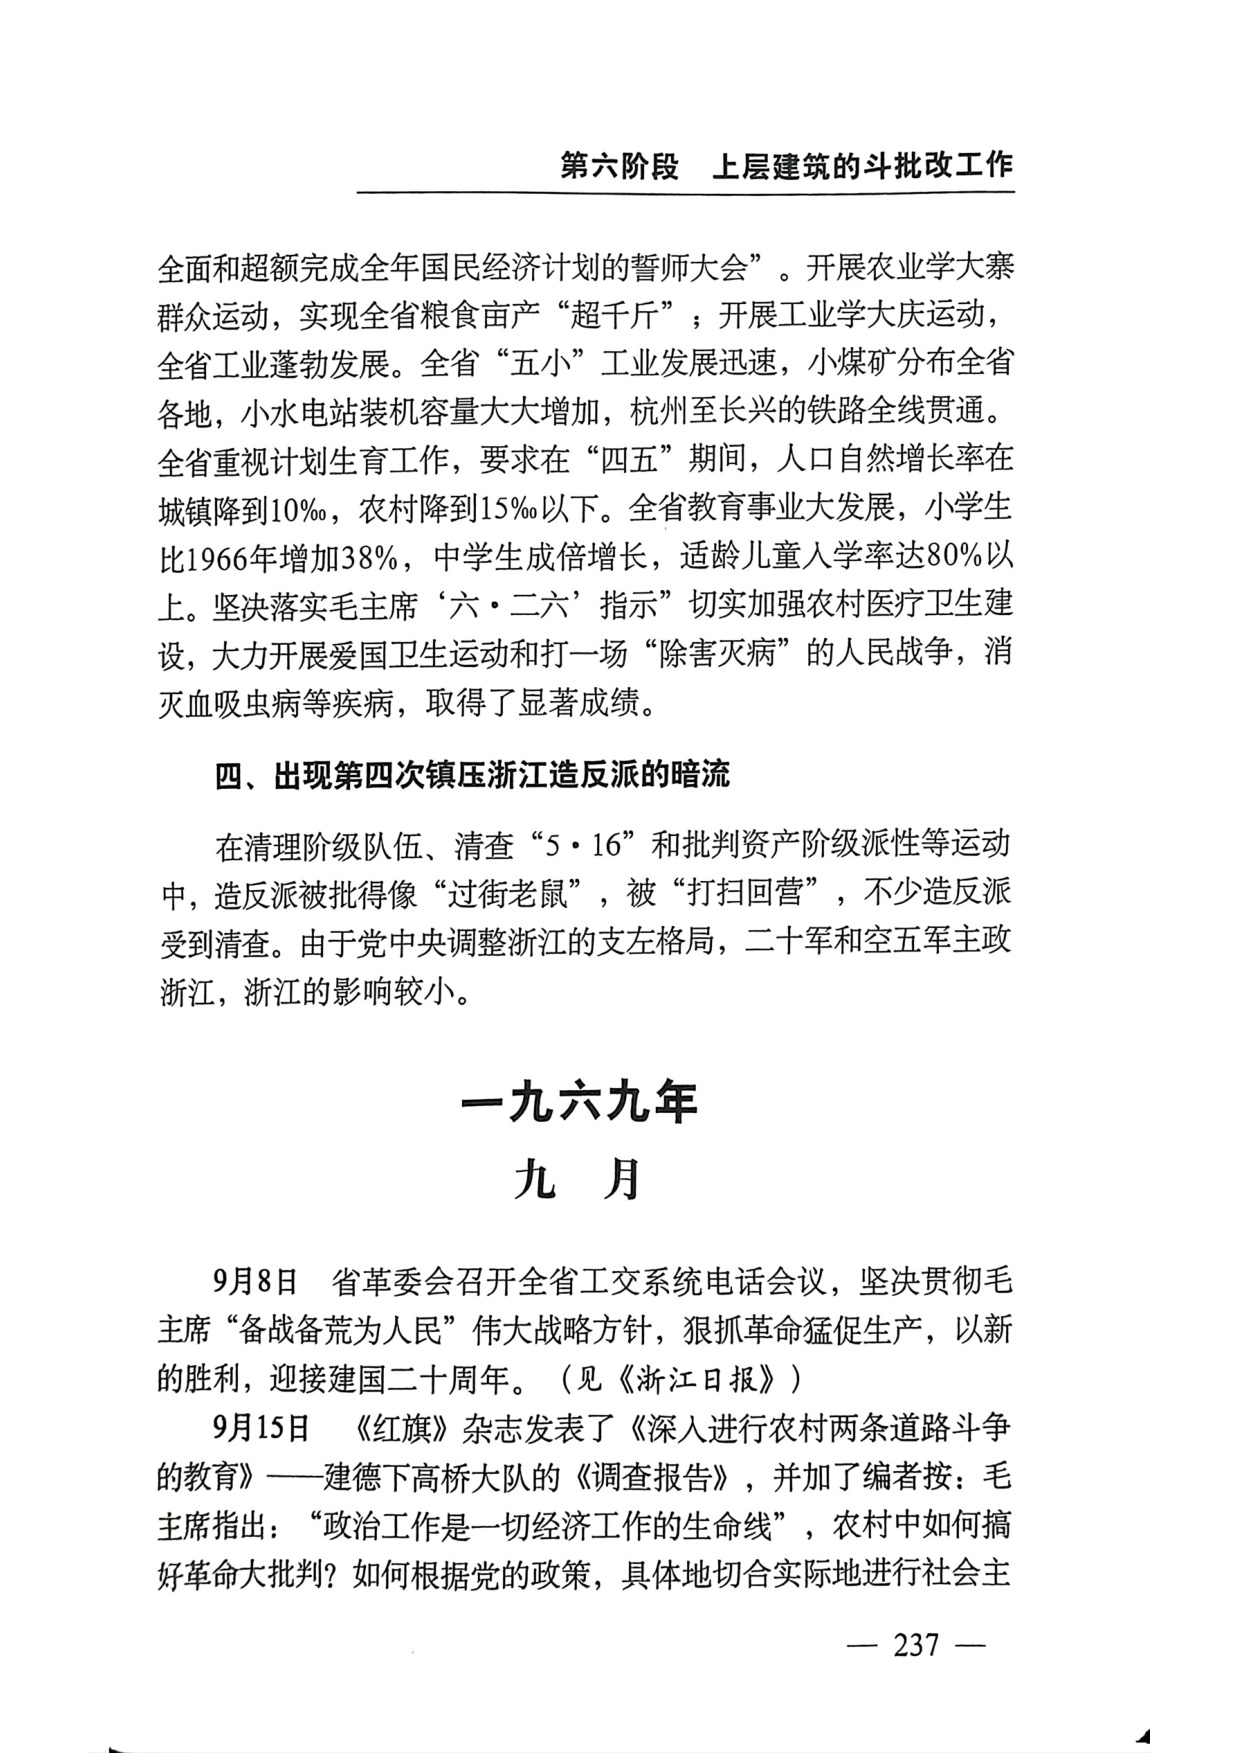 第六阶段　上层建筑的斗批改工作
全面和超额完成全年国民经济计划的誓师大会”。开展农业学大寨
群众运动，实现全省粮食亩产“超千斤”；开展工业学大庆运动，
全省工业蓬勃发展。全省“五小”工业发展迅速，小煤矿分布全省
各地，小水电站装机容量大大增加，杭州至长兴的铁路全线贯通。
全省重视计划生育工作，要求在“四五”期间，人口自然增长率在
城镇降到10‰，农村降到15‰以下。全省教育事业大发展，小学生
比1966年增加38%，中学生成倍增长，适龄儿童入学率达80%以
上。坚决落实毛主席‘六·二六’指示”切实加强农村医疗卫生建
设，大力开展爱国卫生运动和打一场“除害灭病”的人民战争，消
灭血吸虫病等疾病，取得了显著成绩。
四、出现第四次镇压浙江造反派的暗流
在清理阶级队伍、清查“5·16”和批判资产阶级派性等运动
中，造反派被批得像“过街老鼠”，被“打扫回营”，不少造反派
受到清查。由于党中央调整浙江的支左格局，二十军和空五军主政
浙江，浙江的影响较小。
一九六九年
九　月
9月8日　省革委会召开全省工交系统电话会议，坚决贯彻毛
主席“备战备荒为人民”伟大战略方针，狠抓革命猛促生产，以新
的胜利，迎接建国二十周年。（见《浙江日报》）
9月15日　《红旗》杂志发表了《深入进行农村两条道路斗争
的教育》——建德下高桥大队的《调查报告》，并加了编者按：毛
主席指出：“政治工作是一切经济工作的生命线”，农村中如何搞
好革命大批判？如何根据党的政策，具体地切合实际地进行社会主
— 237 —